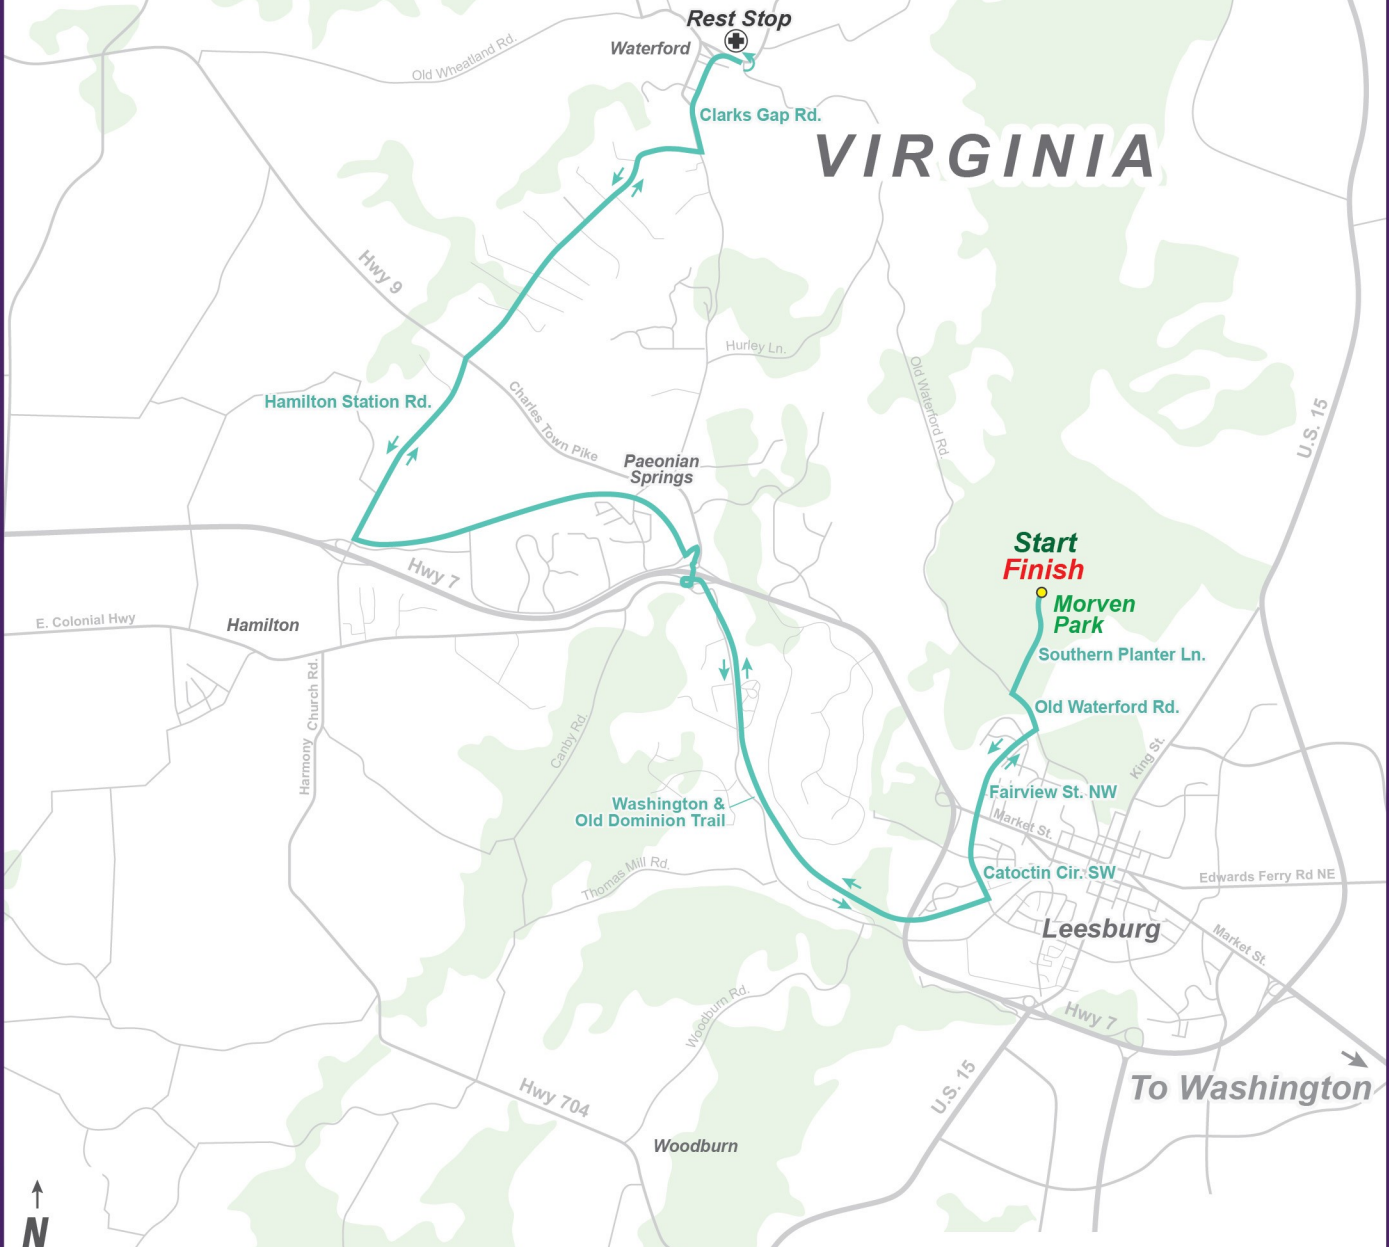 Rest Stop
Waterford
Old Wheatland Rd.
Clarks Gap Rd.
VIRGINIA
Hwy 9
Hurley Ln.
Hamilton Station Rd.
Charles Town Pike
Old Waterford Rd.
U.S. 15
Paeonian
Springs
Start
Finish
Morven
Park
Hwy 7
E. Colonial Hwy
Hamilton
Southern Planter Ln.
Harmony Church Rd.
Old Waterford Rd.
Canby Rd.
King St.
Fairview St. NW
Washington &
Old Dominion Trail
Market St.
Thomas Mill Rd.
Catoctin Cir. SW
Edwards Ferry Rd NE
Leesburg
Market St.
Woodburn Rd.
Hwy 7
U.S. 15
To Washington
Hwy 704
Woodburn
N